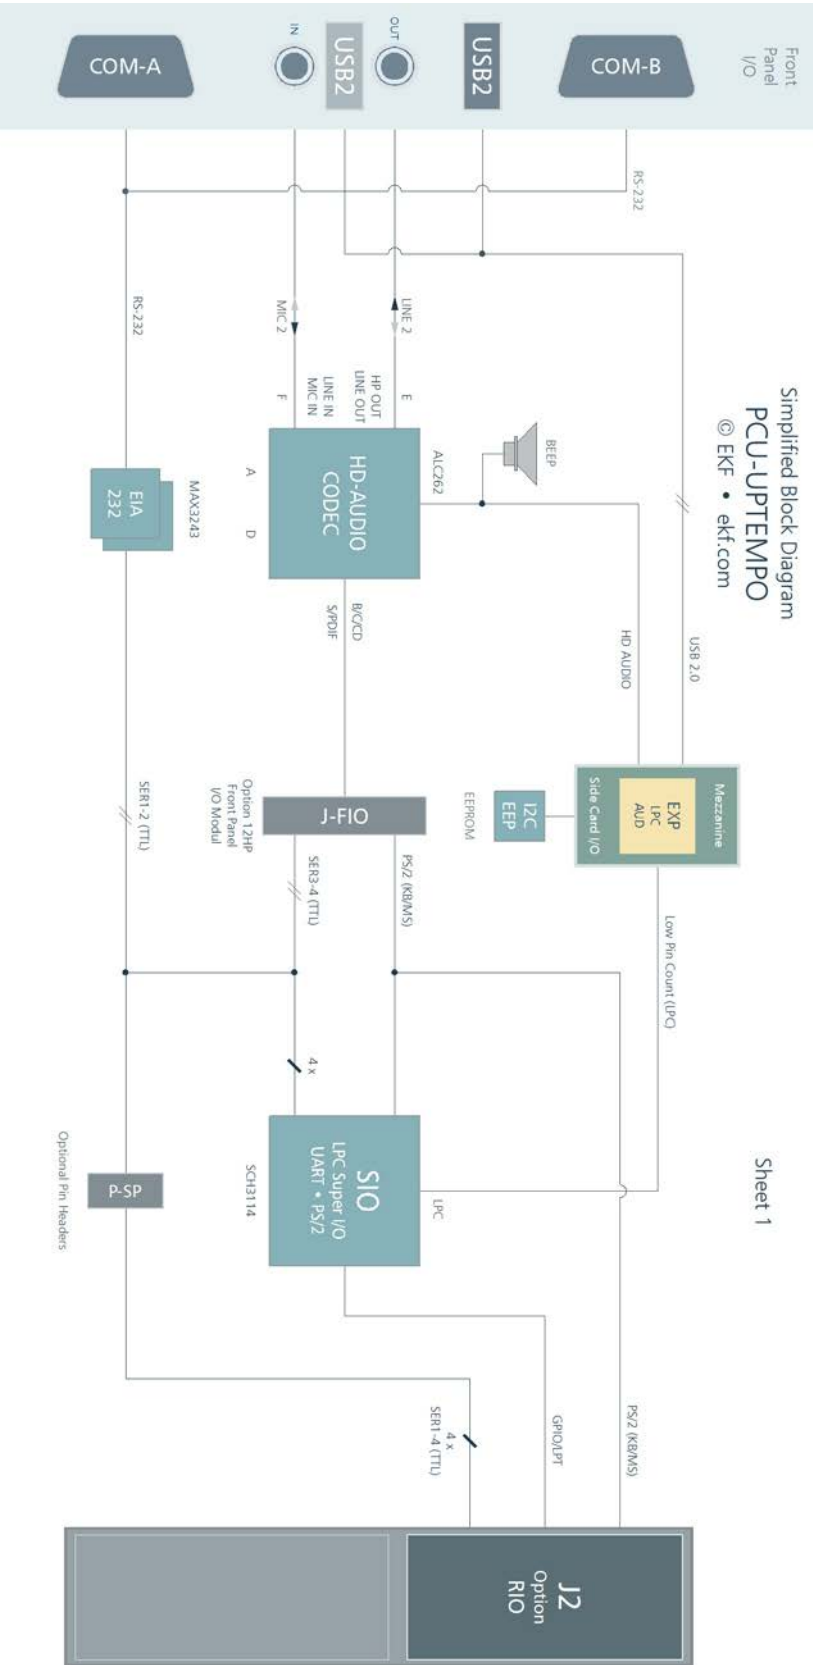 Front
Panel
I/O
COM-A
IN
USB2
OUT
USB2
COM-B
RS-232
RS-232
MIC 2
LINE 2
Simplified Block Diagram
PCU-UPTEMPO
© EKF • ekf.com
F
LINE IN
MIC IN
HP OUT
LINE OUT
E
BEEP
ALC262
HD-AUDIO
CODEC
A
D
MAX3243
EIA
232
B/C/CD
S/PDIF
HD AUDIO
USB 2.0
Mezzanine
EXP
LPC
AUD
Side Card I/O
I2C
EEP
EEPROM
J-FIO
Option 12HP
Front Panel
I/O Modul
SER1-2 (TTL)
SER3-4 (TTL)
PS/2 (KB/MS)
Low Pin Count (LPC)
4 x
SIO
LPC Super I/O
UART • PS/2
SCH3114
LPC
P-SP
Optional Pin Headers
Sheet 1
4 x
SER1-4 (TTL)
GPIO/LPT
PS/2 (KB/MS)
J2
Option
RIO